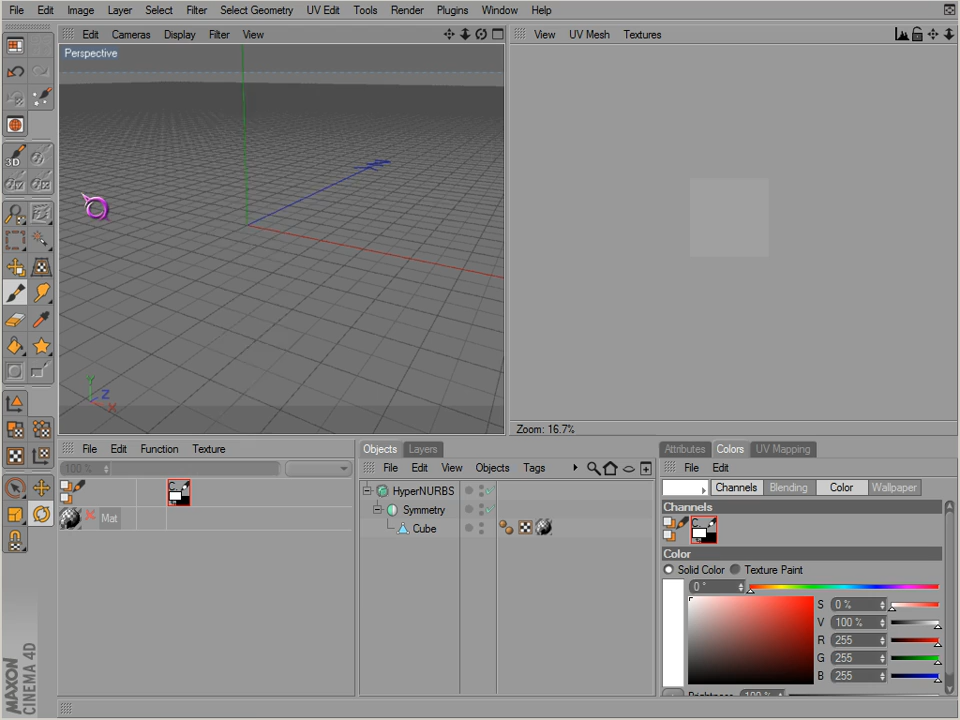 File Edit Image Layer Select Filter Select Geometry UV Edit Tools Render Plugins Window Help
Edit Cameras Display Filter View
View UV Mesh Textures
Perspective
3D
Y
Z
X
Zoom: 16.7%
File Edit Function Texture
100 %
C
Mat
Objects Layers
File Edit View Objects Tags
HyperNURBS
Symmetry
Cube
Attributes Colors UV Mapping
File Edit
Channels Blending Color Wallpaper
Channels
C
Color
Solid Color Texture Paint
0 °
S 0 %
V 100 %
R 255
G 255
B 255
Brightness 100 %
MAXON
CINEMA 4D